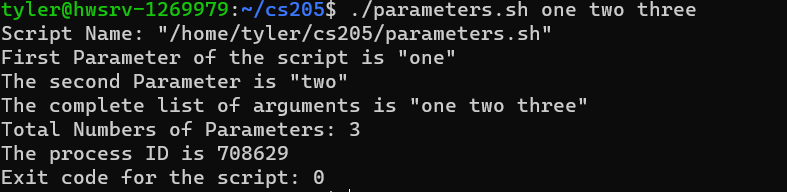 tyler@hwsrv-1269979:~/cs205$ ./parameters.sh one two three
Script Name: "/home/tyler/cs205/parameters.sh"
First Parameter of the script is "one"
The second Parameter is "two"
The complete list of arguments is "one two three"
Total Numbers of Parameters: 3
The process ID is 708629
Exit code for the script: 0